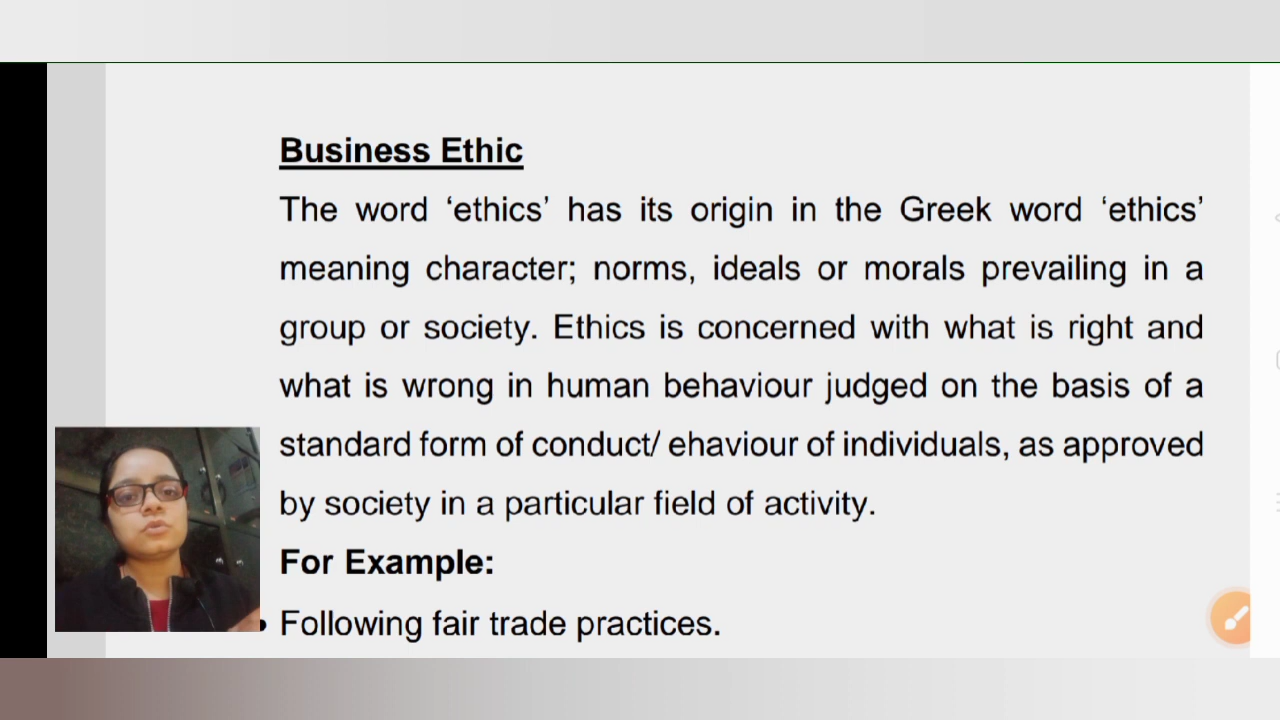 Business Ethic
The word ‘ethics’ has its origin in the Greek word ‘ethics’
meaning character; norms, ideals or morals prevailing in a
group or society. Ethics is concerned with what is right and
what is wrong in human behaviour judged on the basis of a
standard form of conduct/ ehaviour of individuals, as approved
by society in a particular field of activity.
For Example:
• Following fair trade practices.